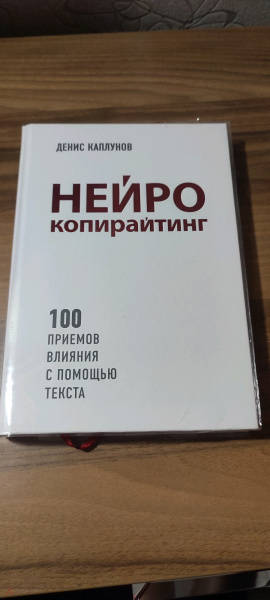 ДЕНИС КАПЛУНОВ
НЕЙРО
копирайтинг
100
ПРИЕМОВ
ВЛИЯНИЯ
С ПОМОЩЬЮ
ТЕКСТА